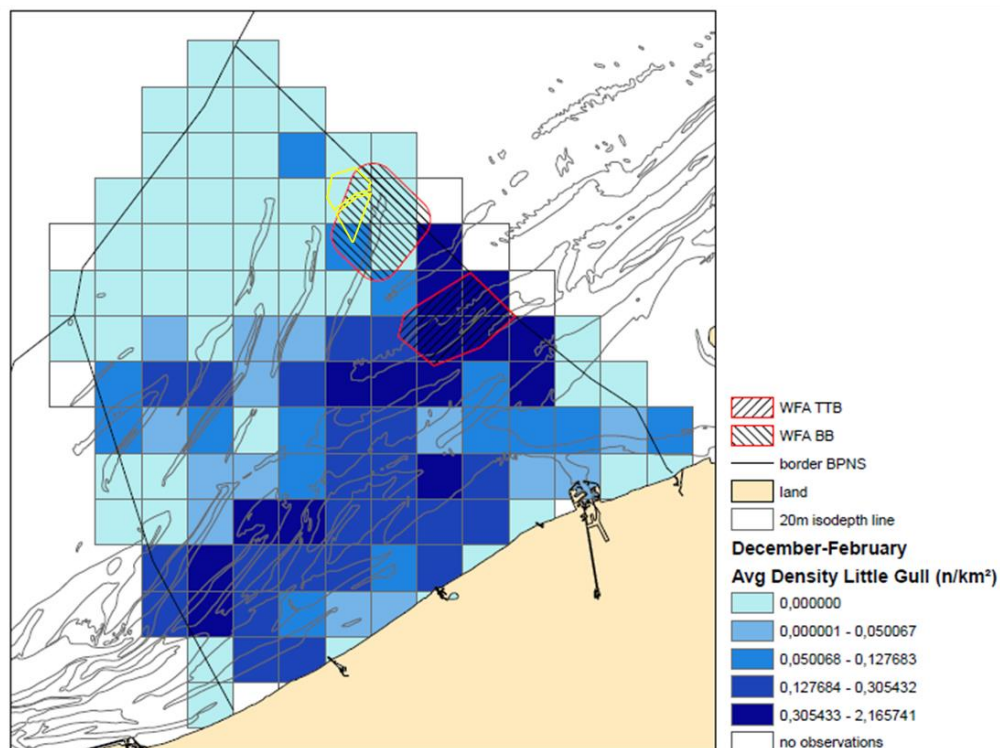 WFA TTB
WFA BB
border BPNS
land
20m isodepth line
December-February
Avg Density Little Gull (n/km²)
0,000000
0,000001 - 0,050067
0,050068 - 0,127683
0,127684 - 0,305432
0,305433 - 2,165741
no observations